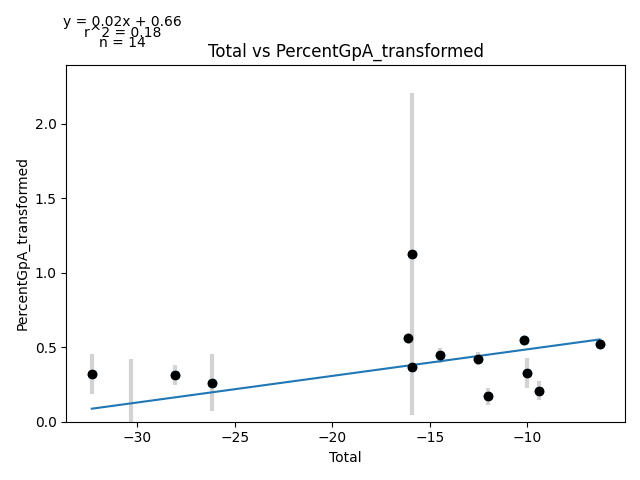 y = 0.02x + 0.66
r^2 = 0.18
n = 14
Total vs PercentGpA_transformed
PercentGpA_transformed
2.0
1.5
1.0
0.5
0.0
−30
−25
−20
−15
−10
Total